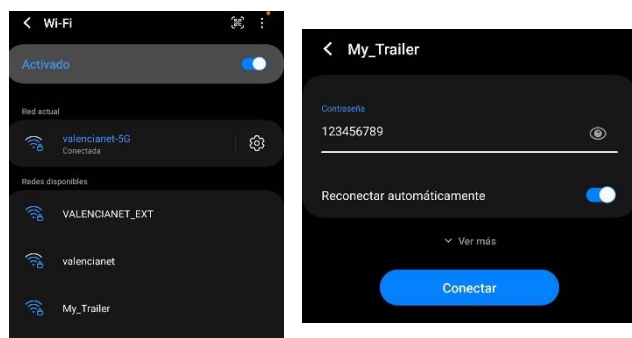 Wi-Fi
Activado
Red actual
valencianet-5G
Conectada
Redes disponibles
VALENCIANET_EXT
valencianet
My_Trailer
My_Trailer
Contraseña
123456789
Reconectar automáticamente
Ver más
Conectar